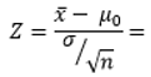 Z = (x̄ − μ₀) / (σ/√n) =